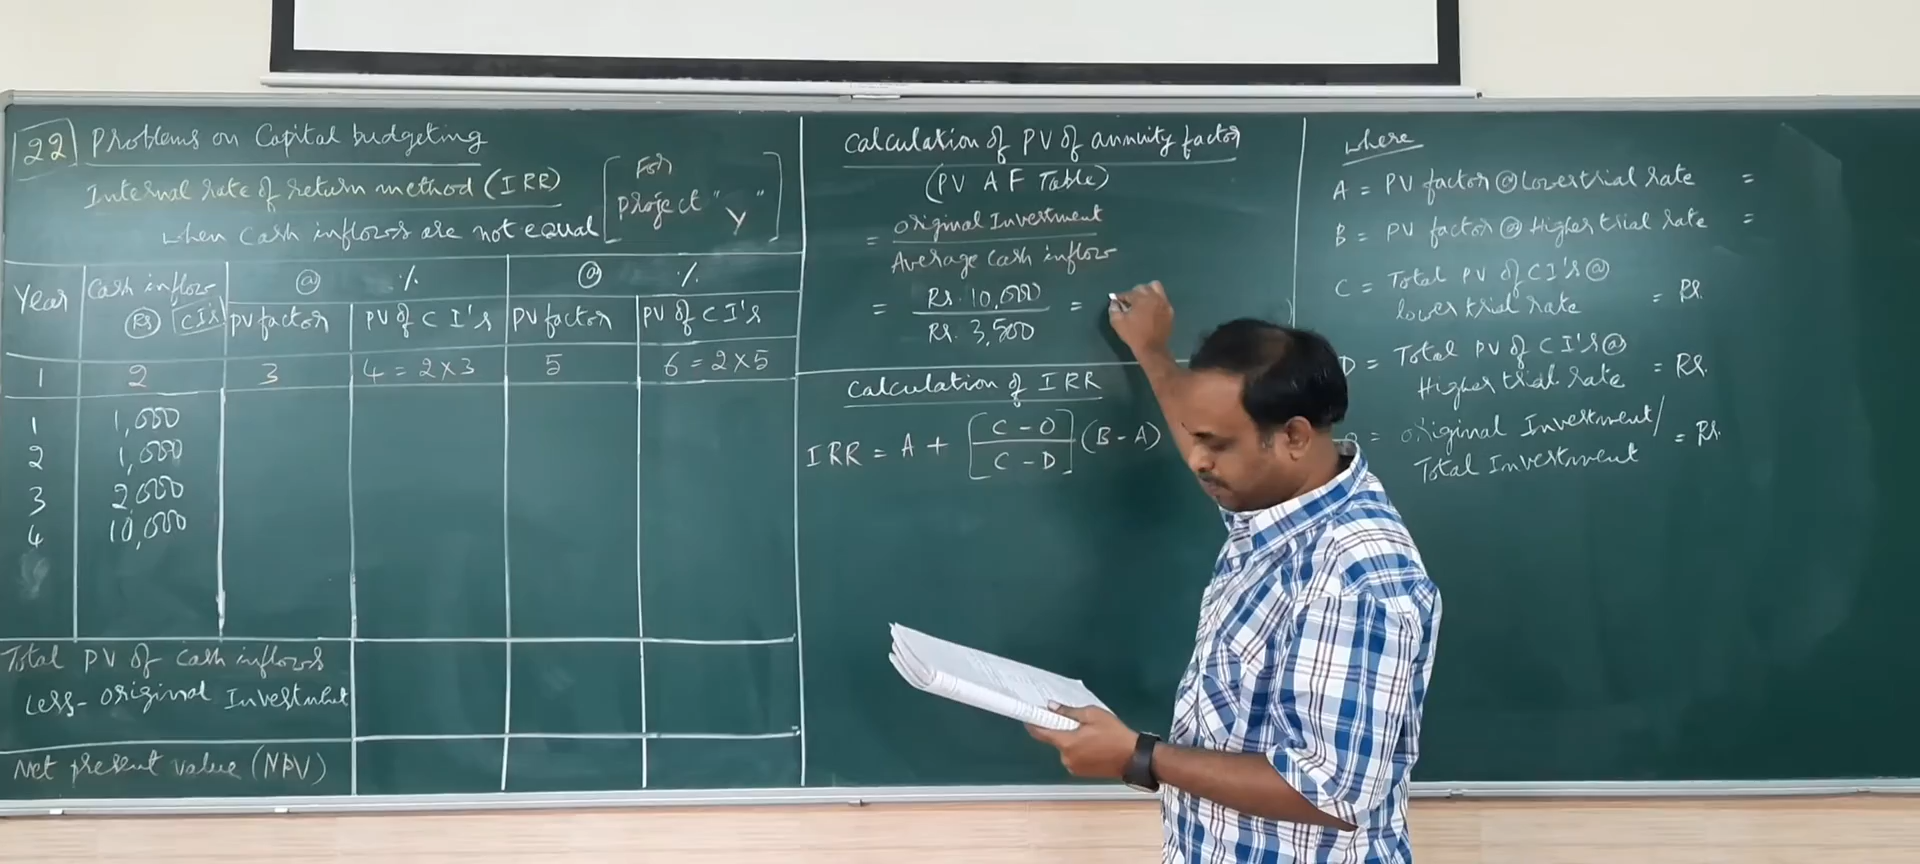 22 Problems on Capital budgeting
Internal rate of return method (IRR)
when Cash inflows are not equal
[For
project "Y"]
Year
Cash inflow
(Rs) CI's
@ %
@ %
PV factor
PV of C I's
PV factor
PV of C I's
1
2
3
4 = 2 x 3
5
6 = 2 x 5
1 1,000
2 1,000
3 2,000
4 10,000
Total PV of Cash inflows
Less- original Investment
Net present value (NPV)
Calculation of PV of annuity factor
(PV A F Table)
= original Investment
Average Cash inflow
= Rs. 10,000 =
Rs. 3,500
Calculation of IRR
IRR = A + [C - O
C - D] (B - A)
where
A = PV factor @ Lower trial rate =
B = PV factor @ Higher trial rate =
C = Total PV of CI's @
lower trial rate = Rs.
D = Total PV of C I's @
Higher trial rate = Rs.
= original Investment/
Total Investment = Rs.